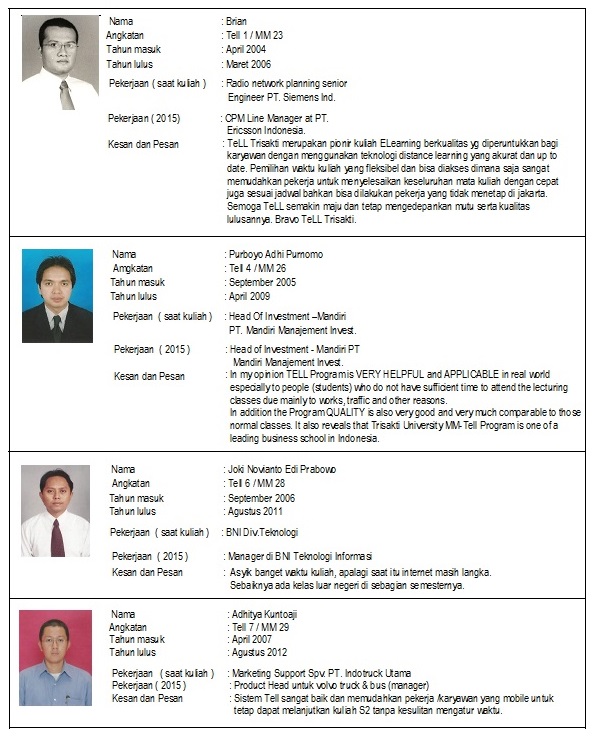 Nama : Brian
Angkatan : Tell 1 / MM 23
Tahun masuk : April 2004
Tahun lulus : Maret 2006
Pekerjaan ( saat kuliah ) : Radio network planning senior
Engineer PT. Siemens Ind.
Pekerjaan ( 2015) : CPM Line Manager at PT.
Ericsson Indonesia.
Kesan dan Pesan : TeLL Trisakti merupakan pionir kuliah ELearning berkualitas yg diperuntukkan bagi
karyawan dengan menggunakan teknologi distance learning yang akurat dan up to
date. Pemilihan waktu kuliah yang fleksibel dan bisa diakses dimana saja sangat
memudahkan pekerja untuk menyelesaikan keseluruhan mata kuliah dengan cepat
juga sesuai jadwal bahkan bisa dilakukan pekerja yang tidak menetap di jakarta.
Semoga TeLL semakin maju dan tetap mengedepankan mutu serta kualitas
lulusannya. Bravo TeLL Trisakti.
Nama : Purboyo Adhi Purnomo
Amgkatan : Tell 4 / MM 26
Tahun masuk : September 2005
Tahun lulus : April 2009
Pekerjaan ( saat kuliah ) : Head Of Investment –Mandiri
PT. Mandiri Manajement Invest.
Pekerjaan ( 2015 ) : Head of Investment - Mandiri PT
Mandiri Manajement Invest.
Kesan dan Pesan : In my opinion TELL Program is VERY HELPFUL and APPLICABLE in real world
especially to people (students) who do not have sufficient time to attend the lecturing
classes due mainly to works, traffic and other reasons.
In addition the Program QUALITY is also very good and very much comparable to those
normal classes. It also reveals that Trisakti University MM-Tell Program is one of a
leading business school in Indonesia.
Nama : Joki Novianto Edi Prabowo
Angkatan : Tell 6 / MM 28
Tahun masuk : September 2006
Tahun lulus : Agustus 2011
Pekerjaan ( saat kuliah ) : BNI Div.Teknologi
Pekerjaan ( 2015 ) : Manager di BNI Teknologi Informasi
Kesan dan Pesan : Asyik banget waktu kuliah, apalagi saat itu internet masih langka.
Sebaiknya ada kelas luar negeri di sebagian semesternya.
Nama : Adhitya Kuntoaji
Angkatan : Tell 7 / MM 29
Tahun masuk : April 2007
Tahun lulus : Agustus 2012
Pekerjaan ( saat kuliah ) : Marketing Support Spv. PT. Indotruck Utama
Pekerjaan ( 2015 ) : Product Head untuk volvo truck & bus (manager)
Kesan dan Pesan : Sistem Tell sangat baik dan memudahkan pekerja /karyawan yang mobile untuk
tetap dapat melanjutkan kuliah S2 tanpa kesulitan mengatur waktu.